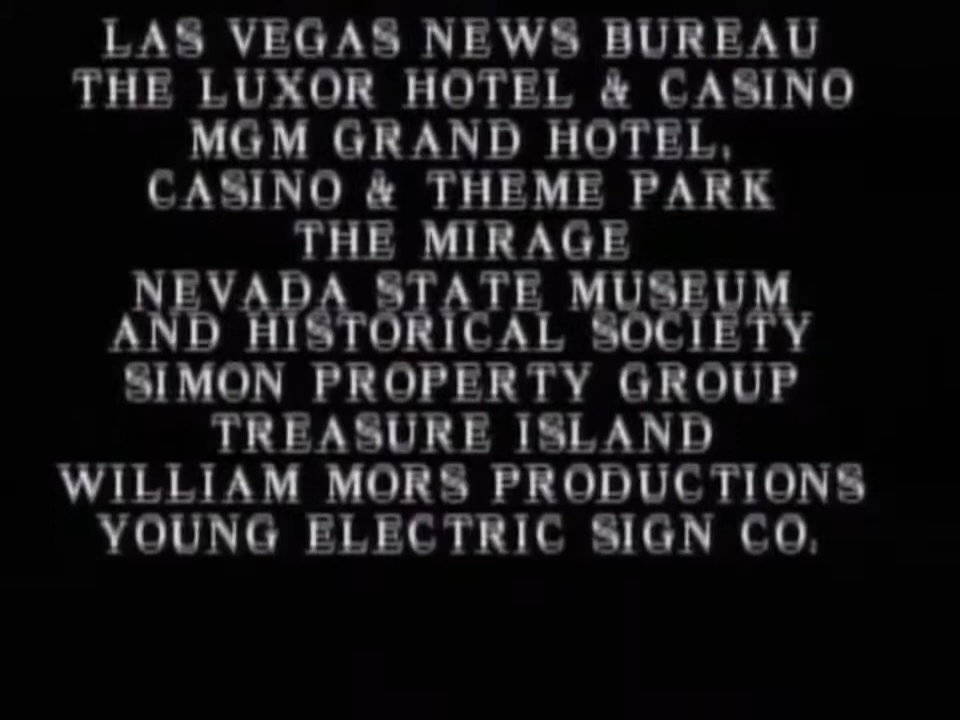 LAS VEGAS NEWS BUREAU
THE LUXOR HOTEL & CASINO
MGM GRAND HOTEL,
CASINO & THEME PARK
THE MIRAGE
NEVADA STATE MUSEUM
AND HISTORICAL SOCIETY
SIMON PROPERTY GROUP
TREASURE ISLAND
WILLIAM MORS PRODUCTIONS
YOUNG ELECTRIC SIGN CO.